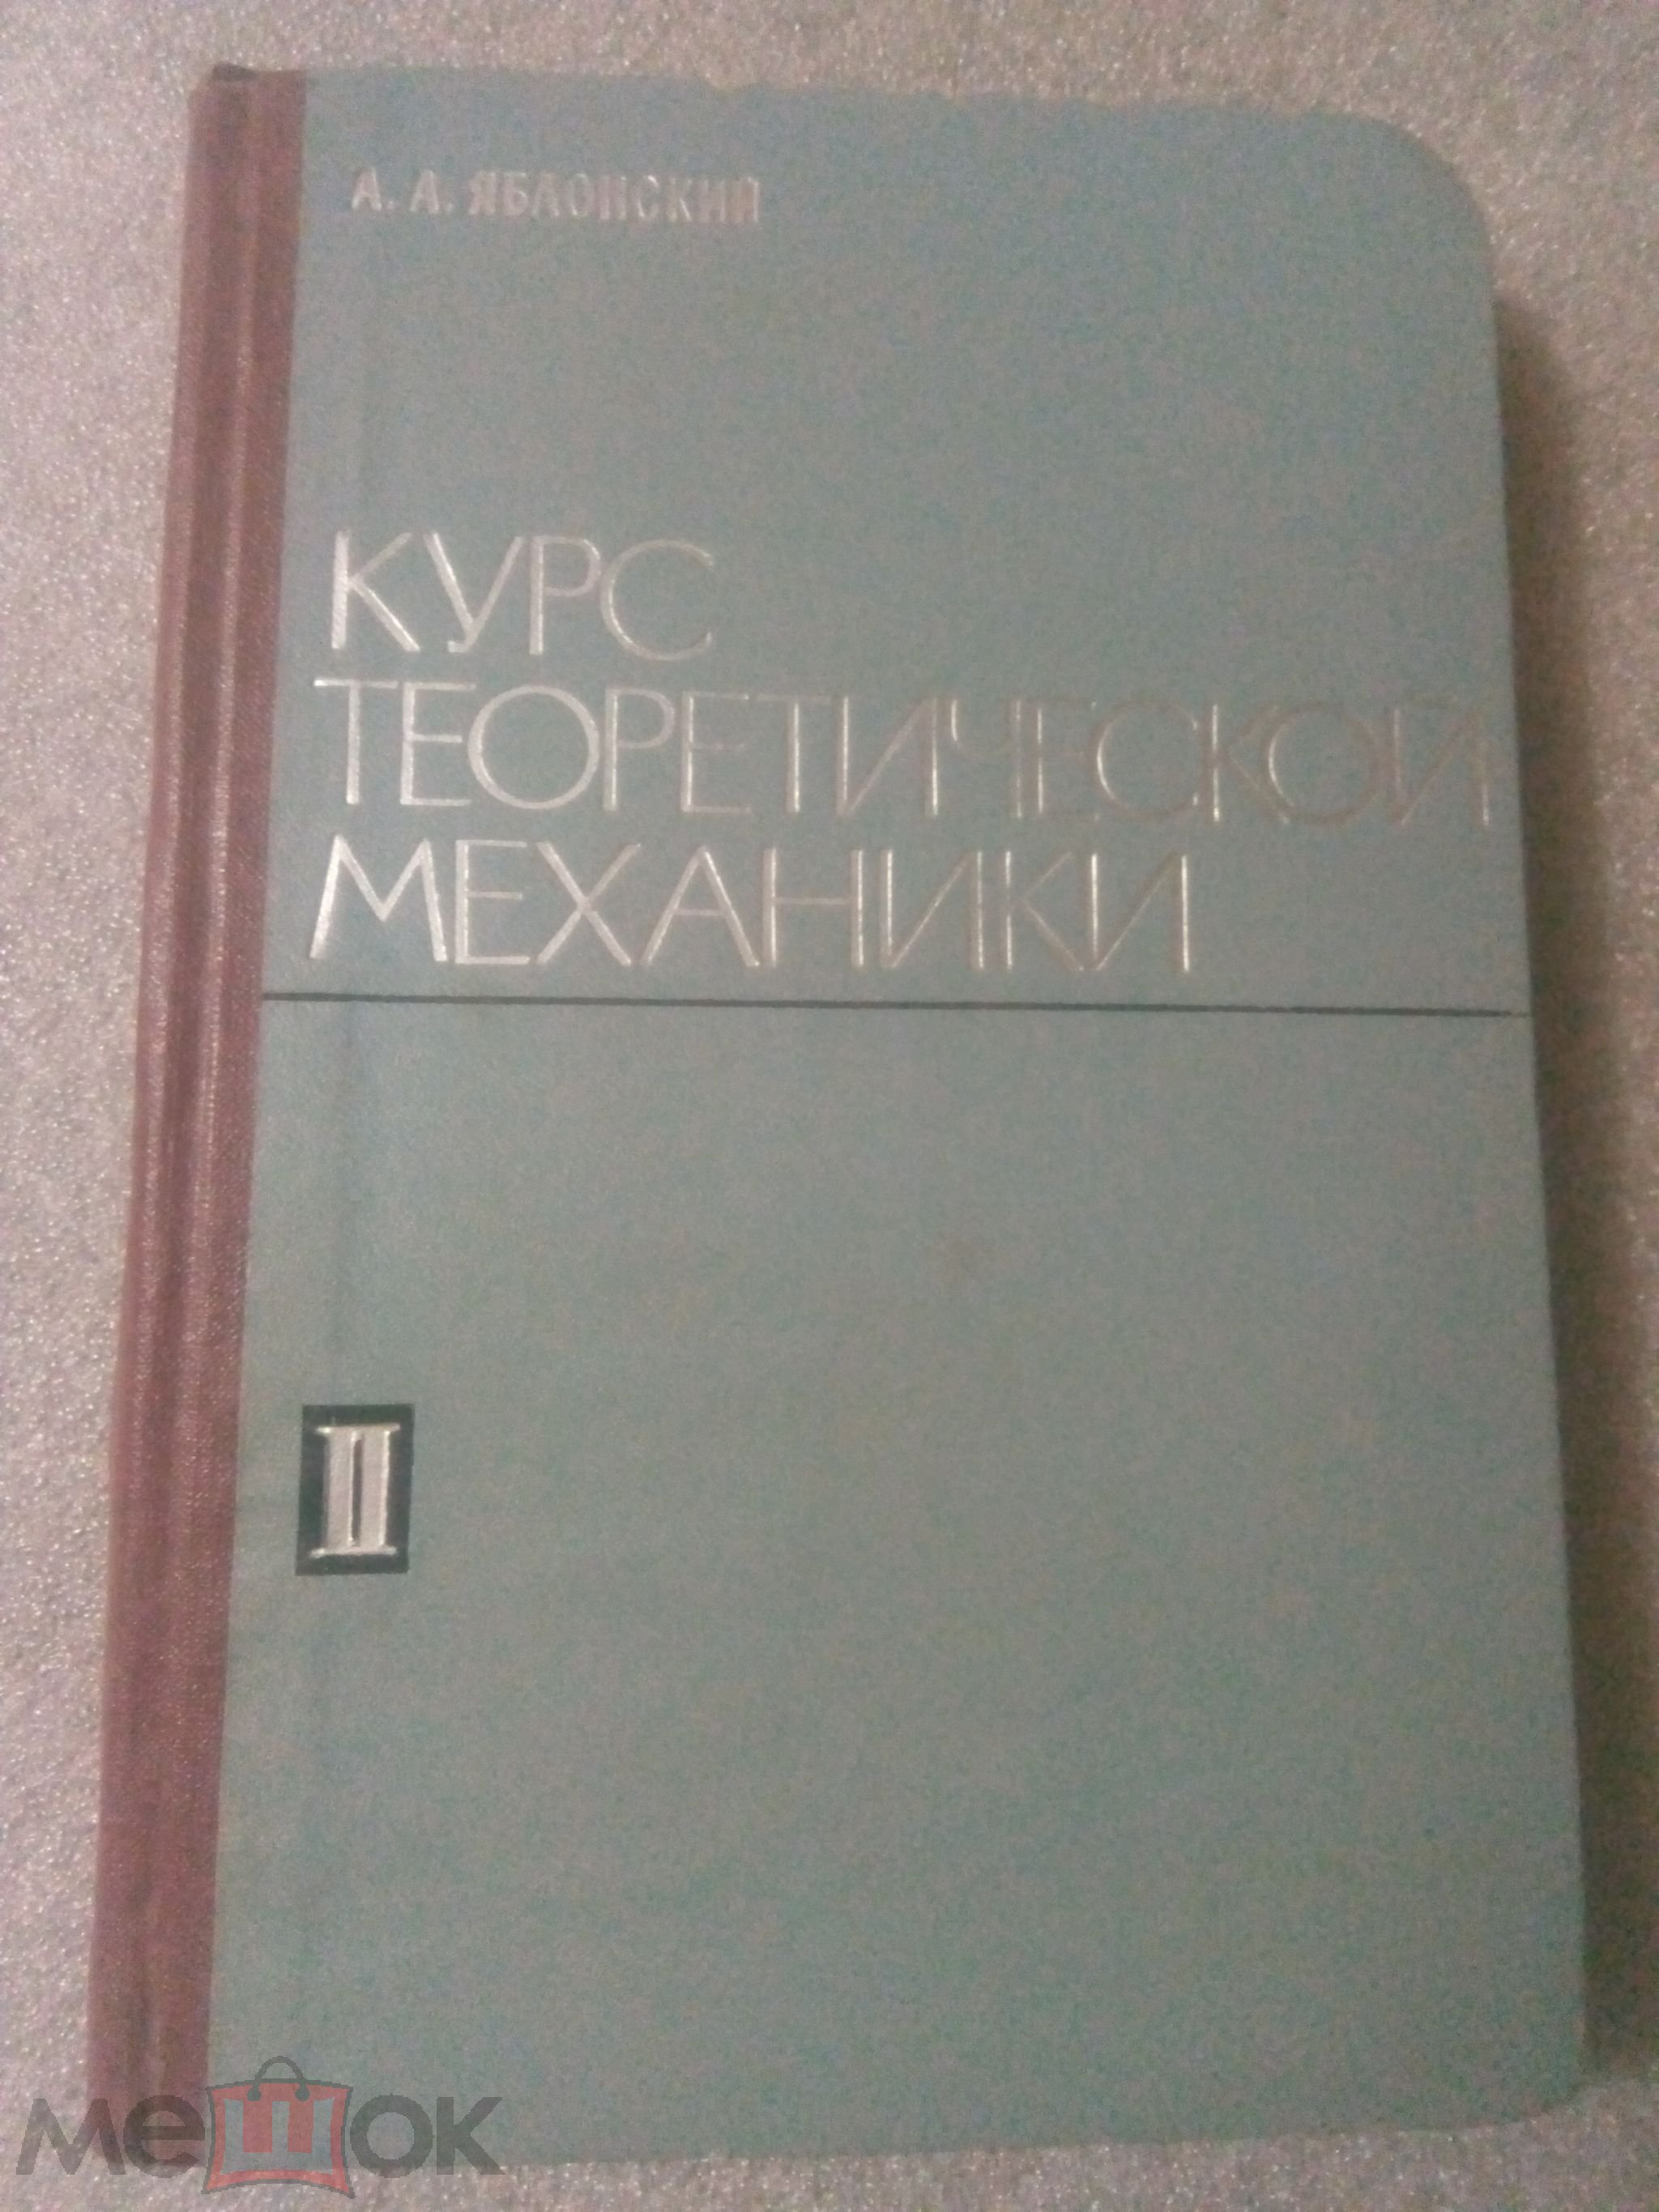 А. А. ЯБЛОНСКИЙ
КУРС
ТЕОРЕТИЧЕСКОЙ
МЕХАНИКИ
II
мешок